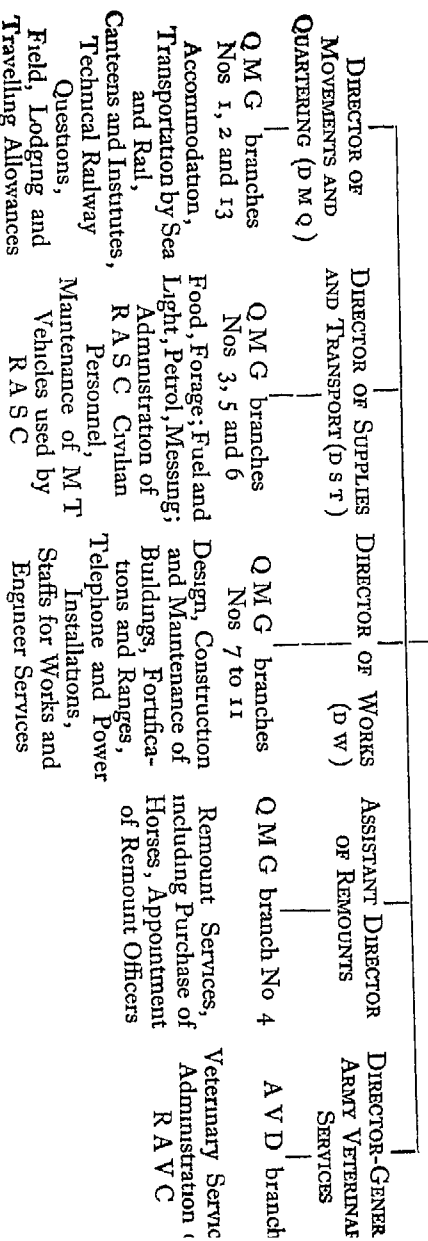 DIRECTOR OF
MOVEMENTS AND
QUARTERING (D M Q)
Q M G branches
Nos 1, 2 and 13
Accommodation,
Transportation by Sea
and Rail,
Canteens and Institutes,
Technical Railway
Questions,
Field, Lodging and
Travelling Allowances
DIRECTOR OF SUPPLIES
AND TRANSPORT (D S T)
Q M G branches
Nos 3, 5 and 6
Food, Forage; Fuel and
Light, Petrol, Messing;
Administration of
R A S C Civilian
Personnel,
Maintenance of M T
Vehicles used by
R A S C
DIRECTOR OF WORKS
(D W)
Q M G branches
Nos 7 to 11
Design, Construction
and Maintenance of
Buildings, Fortifica-
tions and Ranges,
Telephone and Power
Installations,
Staffs for Works and
Engineer Services
ASSISTANT DIRECTOR
OF REMOUNTS
Q M G branch No 4
Remount Services,
including Purchase of
Horses, Appointment
of Remount Officers
DIRECTOR-GENER
ARMY VETERINAR
SERVICES
A V D branch
Veterinary Servic
Administration
R A V C